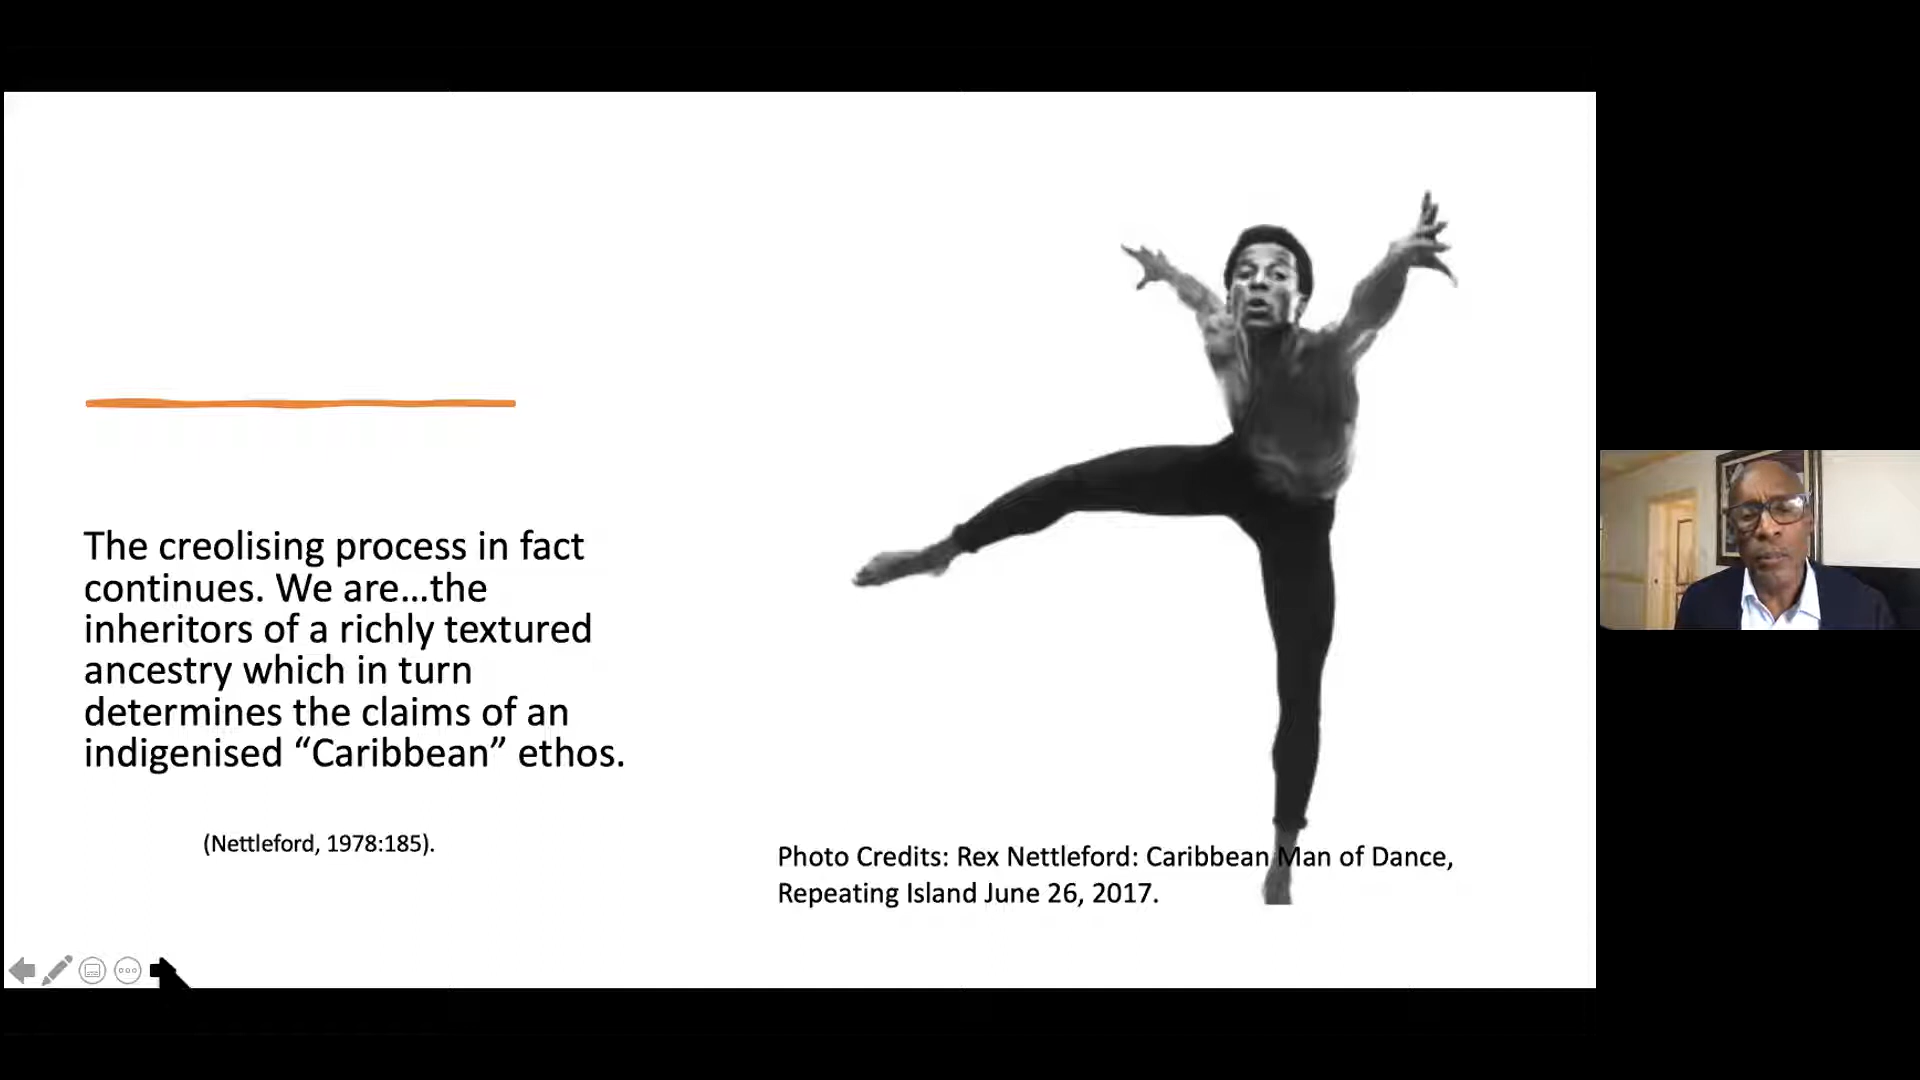 The creolising process in fact
continues. We are…the
inheritors of a richly textured
ancestry which in turn
determines the claims of an
indigenised “Caribbean” ethos.
(Nettleford, 1978:185).
Photo Credits: Rex Nettleford: Caribbean Man of Dance,
Repeating Island June 26, 2017.